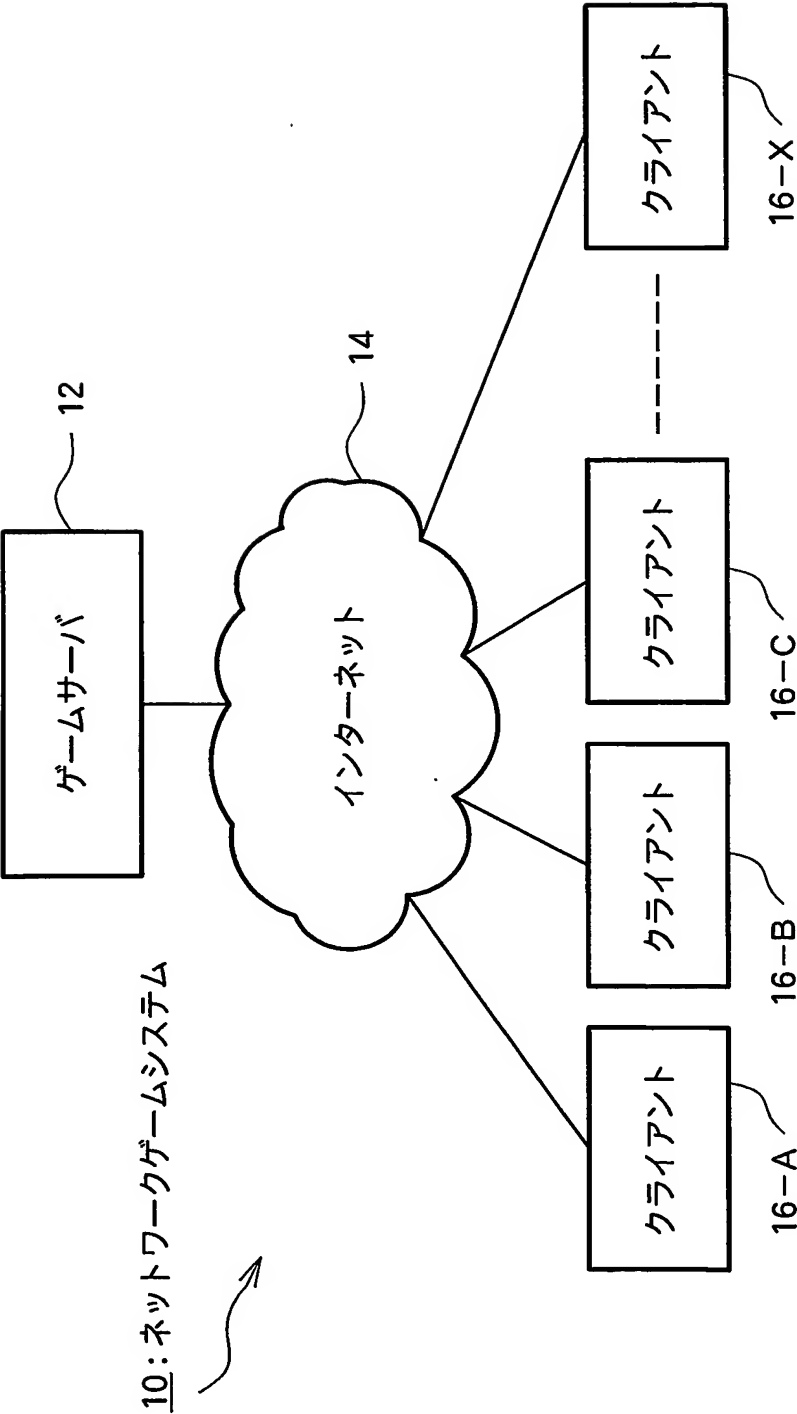 10：ネットワークゲームシステム
ゲームサーバ
12
インターネット
14
クライアント
16-A
クライアント
16-B
クライアント
16-C
クライアント
16-X